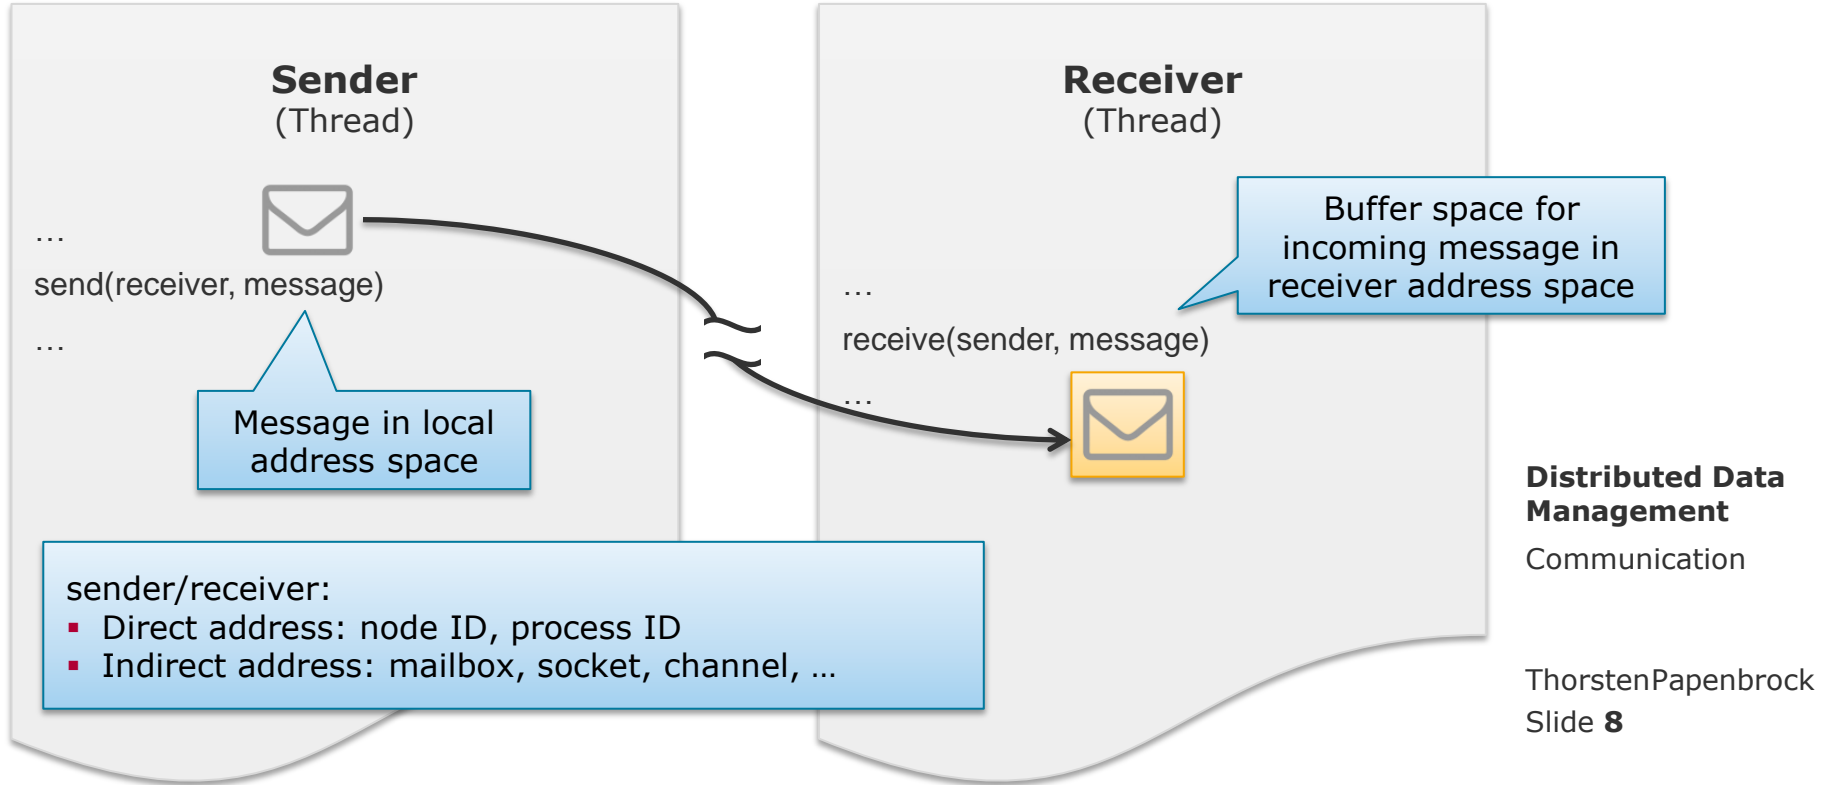 Sender
(Thread)
…
send(receiver, message)
…
Message in local
address space
Receiver
(Thread)
…
receive(sender, message)
…
Buffer space for
incoming message in
receiver address space
sender/receiver:
▪ Direct address: node ID, process ID
▪ Indirect address: mailbox, socket, channel, …
Distributed Data
Management
Communication
ThorstenPapenbrock
Slide 8